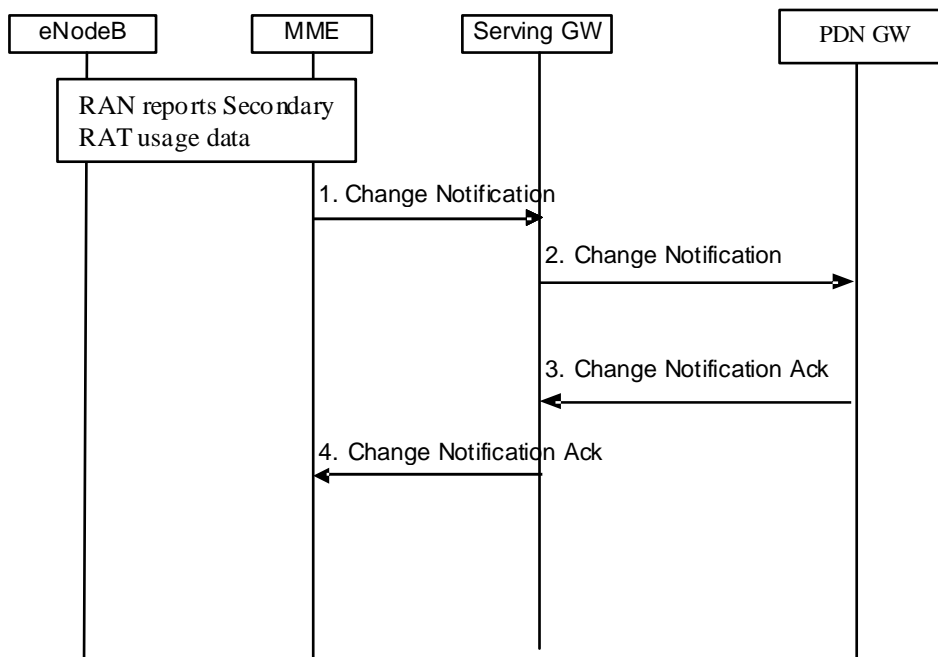 eNodeB
MME
Serving GW
PDN GW
RAN reports Secondary
RAT usage data
1. Change Notification
2. Change Notification
3. Change Notification Ack
4. Change Notification Ack